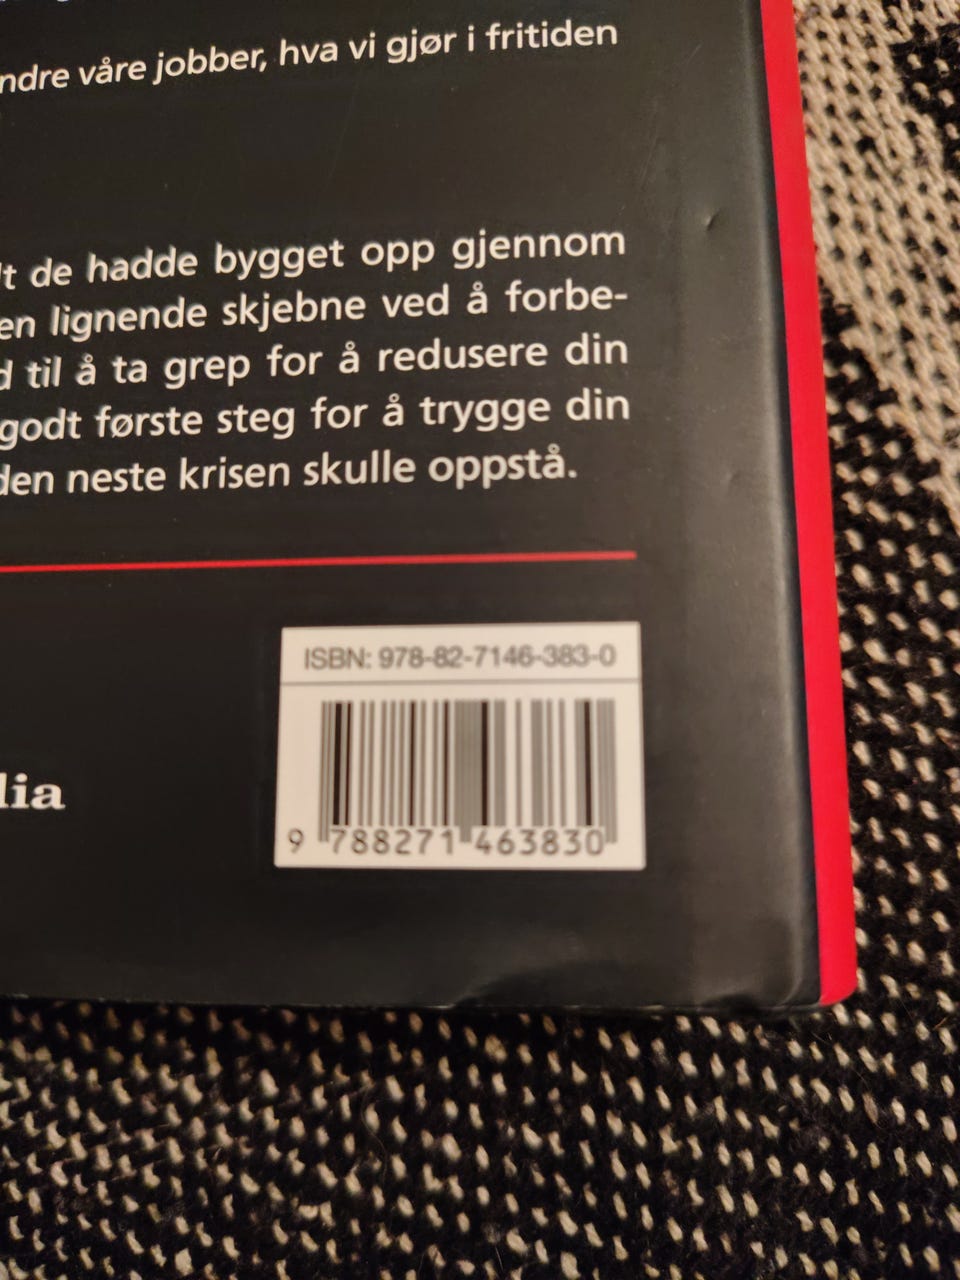 ndre våre jobber, hva vi gjør i fritiden
t de hadde bygget opp gjennom
en lignende skjebne ved å forbe-
d til å ta grep for å redusere din
godt første steg for å trygge din
den neste krisen skulle oppstå.
ISBN: 978-82-7146-383-0
lia
9 788271 463830